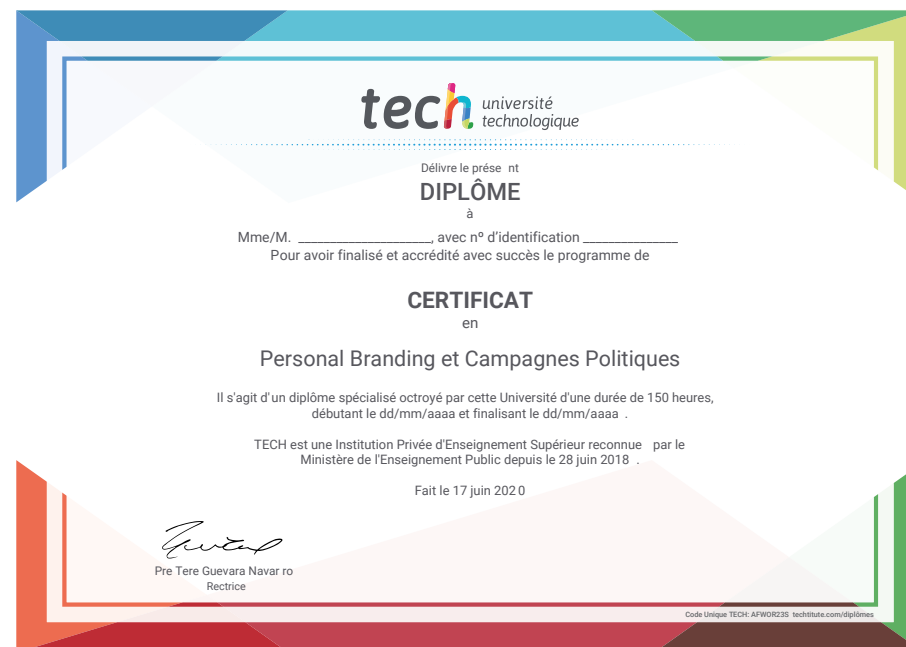 tech université
technologique
Délivre le prése nt
DIPLÔME
à
Mme/M. _____________________, avec nº d’identification _______________
Pour avoir finalisé et accrédité avec succès le programme de
CERTIFICAT
en
Personal Branding et Campagnes Politiques
Il s'agit d'un diplôme spécialisé octroyé par cette Université d'une durée de 150 heures,
débutant le dd/mm/aaaa et finalisant le dd/mm/aaaa .
TECH est une Institution Privée d'Enseignement Supérieur reconnue par le
Ministère de l'Enseignement Public depuis le 28 juin 2018 .
Fait le 17 juin 2020
Pre Tere Guevara Navar ro
Rectrice
Code Unique TECH: AFWOR23S techtitute.com/diplômes